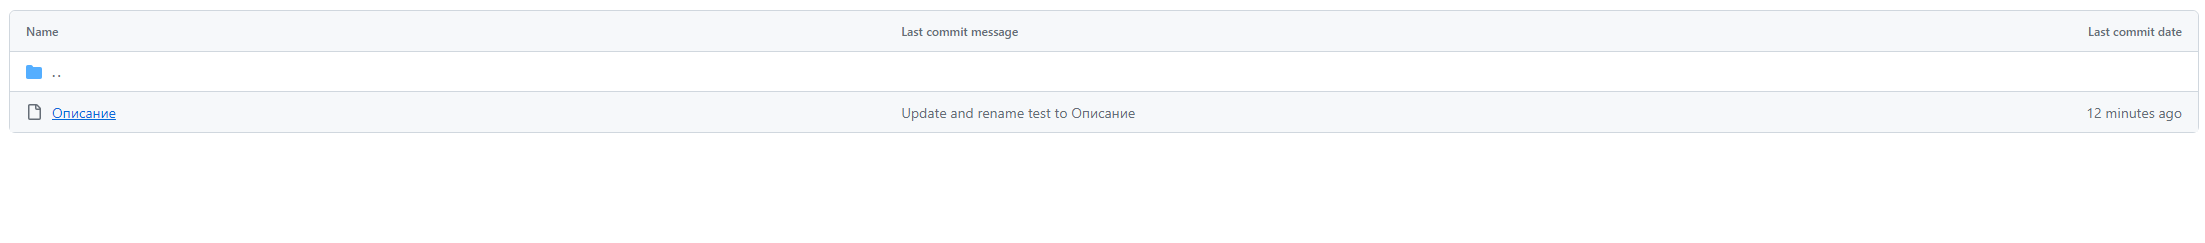 Name Last commit message Last commit date
..
Описание Update and rename test to Описание 12 minutes ago